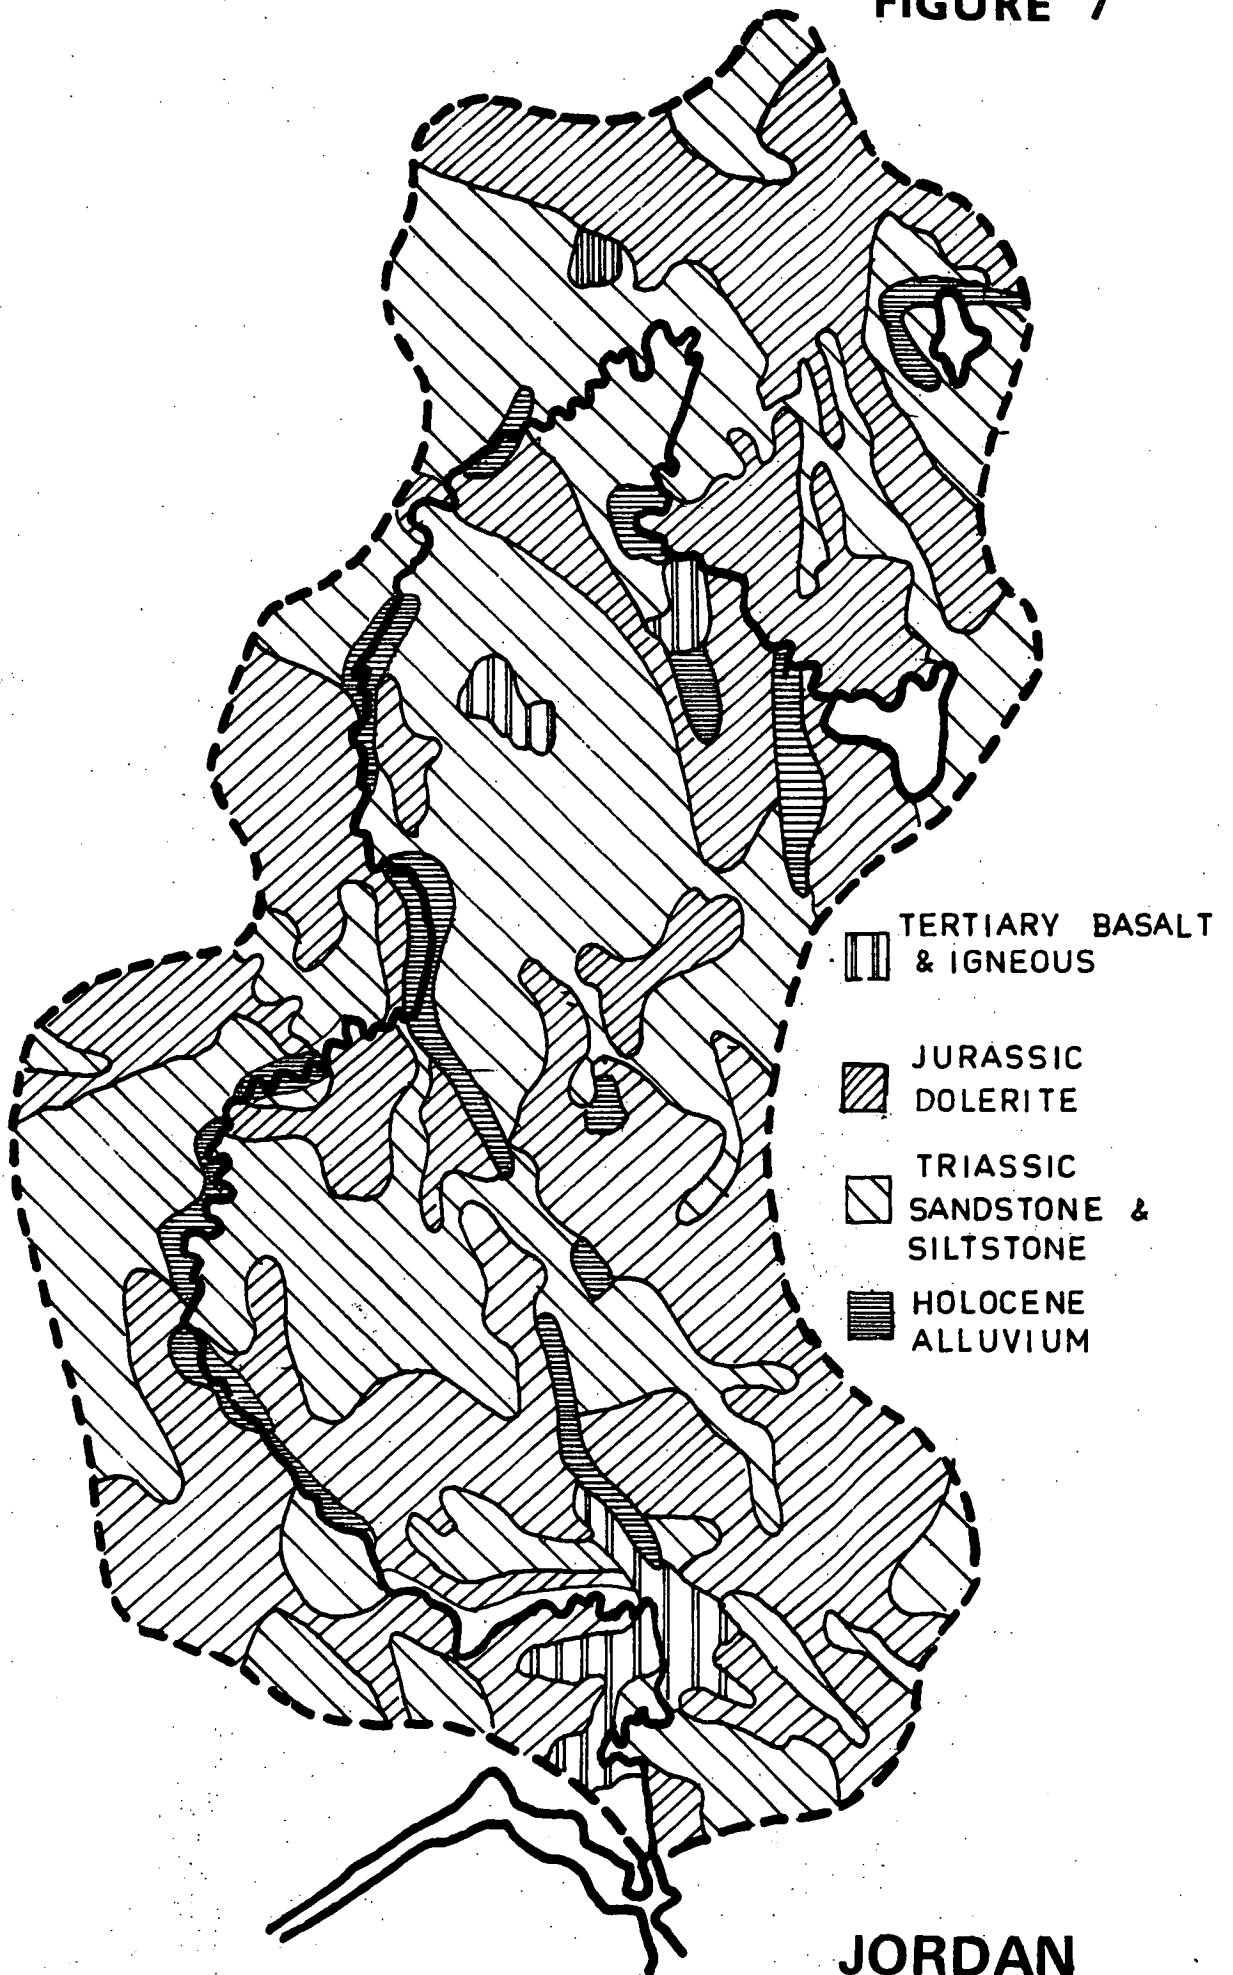 FIGURE 7
TERTIARY BASALT
& IGNEOUS
JURASSIC
DOLERITE
TRIASSIC
SANDSTONE &
SILTSTONE
HOLOCENE
ALLUVIUM
JORDAN